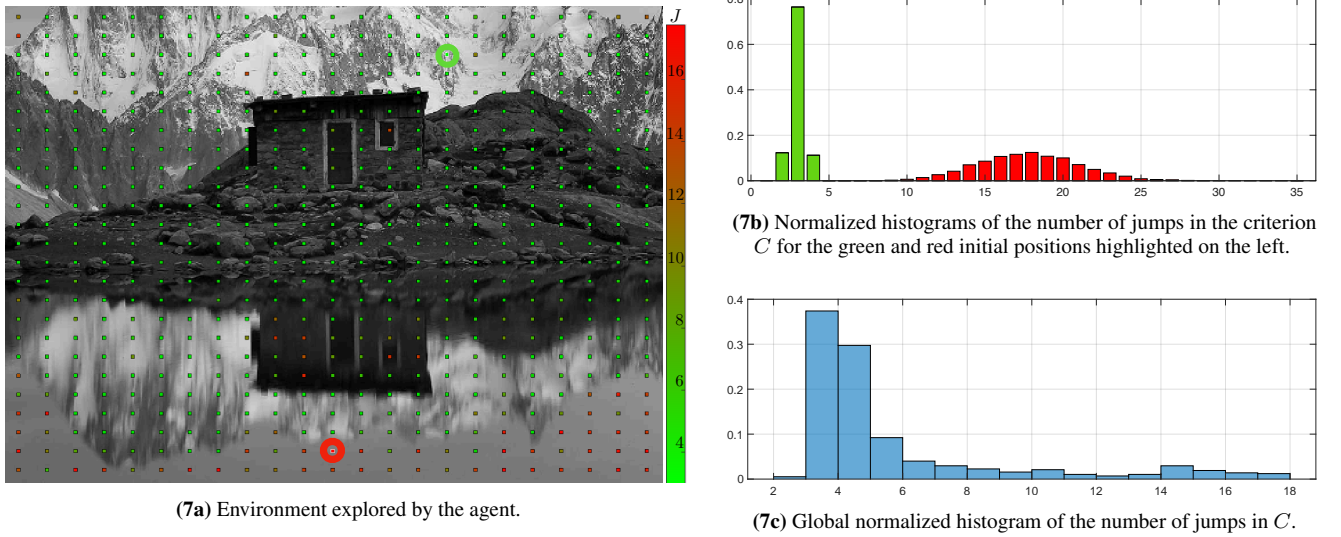 J
16
14
12
10
8
6
4
(7a) Environment explored by the agent.
0.8
0.6
0.4
0.2
0
0 5 10 15 20 25 30 35
(7b) Normalized histograms of the number of jumps in the criterion
C for the green and red initial positions highlighted on the left.
0.4
0.3
0.2
0.1
0
2 4 6 8 10 12 14 16 18
(7c) Global normalized histogram of the number of jumps in C.